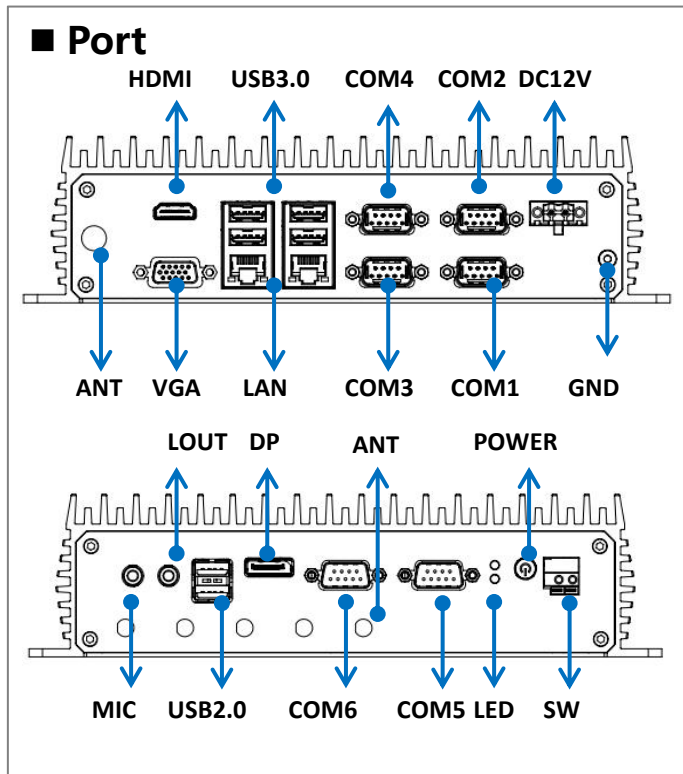 ■ Port
HDMI USB3.0 COM4 COM2 DC12V
ANT VGA LAN COM3 COM1 GND
LOUT DP ANT POWER
MIC USB2.0 COM6 COM5 LED SW